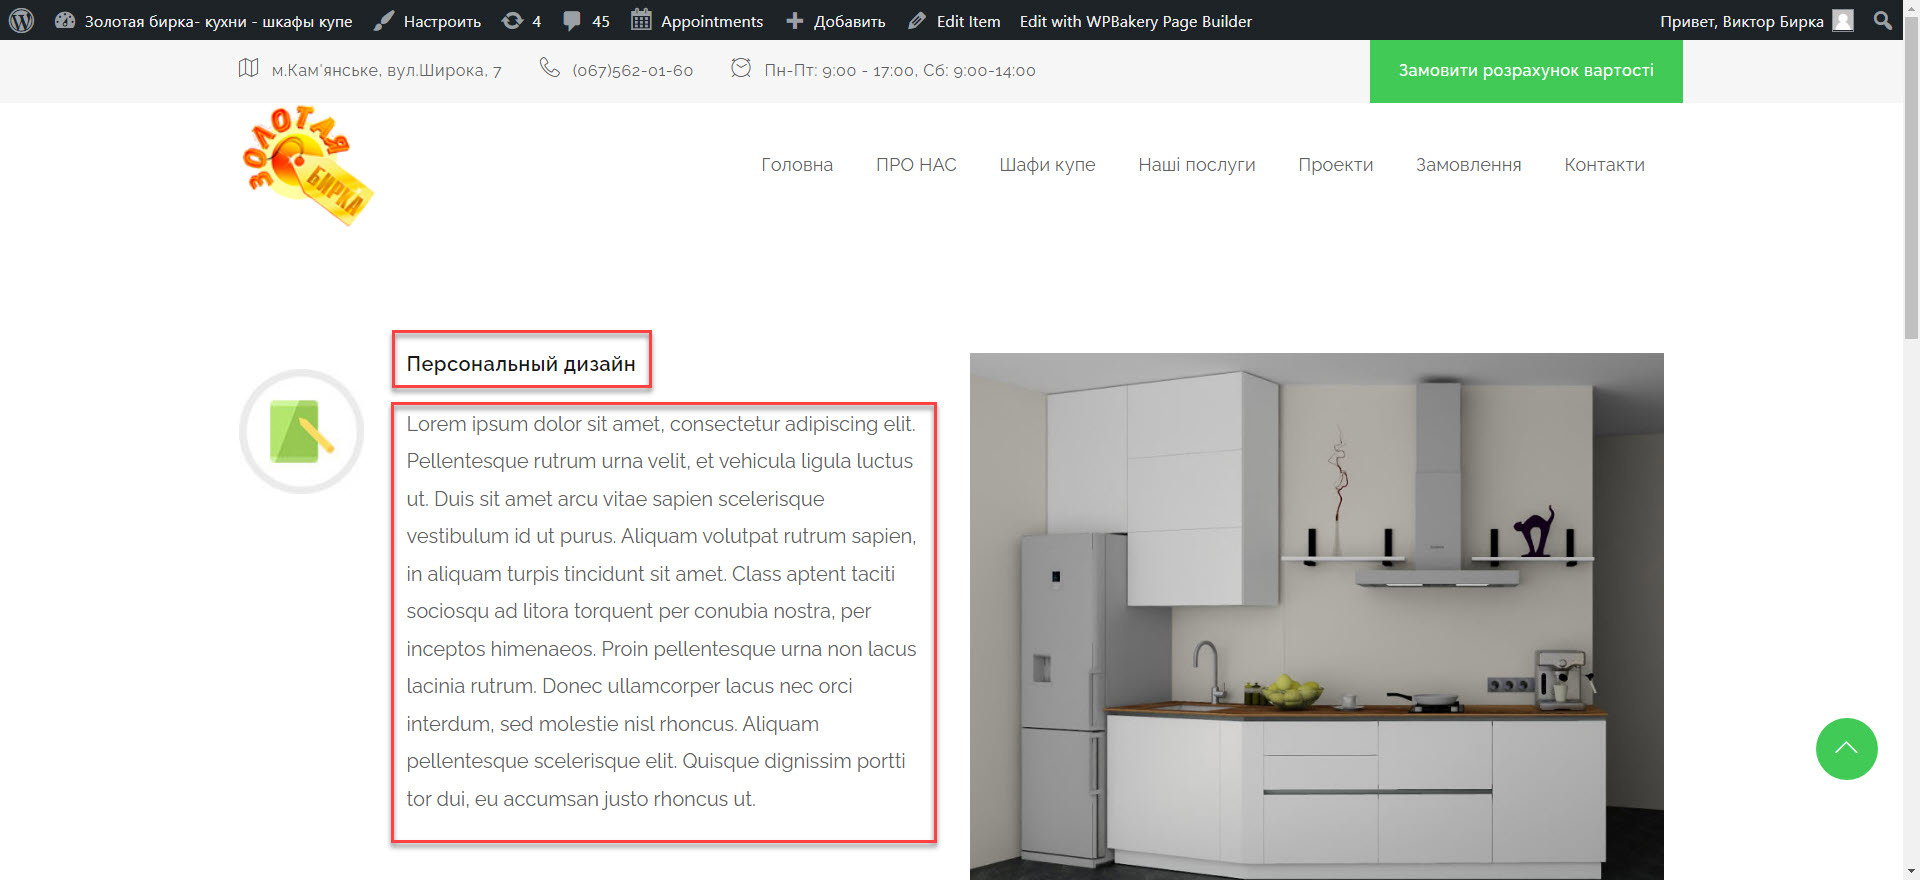 Золотая бирка- кухни - шкафы купе Настроить 4 45 Appointments Добавить Edit Item Edit with WPBakery Page Builder Привет, Виктор Бирка
м.Кам'янське, вул.Широка, 7 (067)562-01-60 Пн-Пт: 9:00 - 17:00, Сб: 9:00-14:00 Замовити розрахунок вартості
ЗОЛОТАЯ
БИРКА
Головна ПРО НАС Шафи купе Наші послуги Проекти Замовлення Контакти
Персональный дизайн
Lorem ipsum dolor sit amet, consectetur adipiscing elit.
Pellentesque rutrum urna velit, et vehicula ligula luctus
ut. Duis sit amet arcu vitae sapien scelerisque
vestibulum id ut purus. Aliquam volutpat rutrum sapien,
in aliquam turpis tincidunt sit amet. Class aptent taciti
sociosqu ad litora torquent per conubia nostra, per
inceptos himenaeos. Proin pellentesque urna non lacus
lacinia rutrum. Donec ullamcorper lacus nec orci
interdum, sed molestie nisl rhoncus. Aliquam
pellentesque scelerisque elit. Quisque dignissim portti
tor dui, eu accumsan justo rhoncus ut.